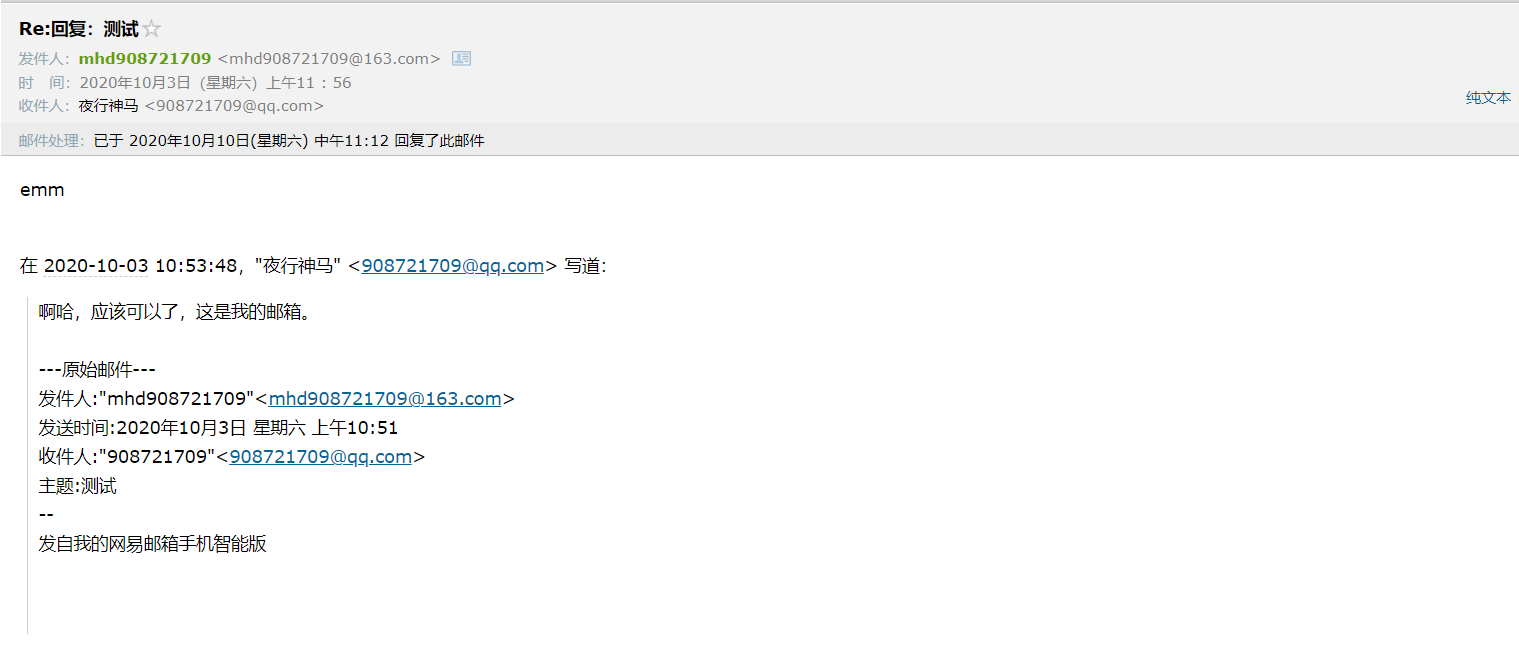 Re:回复：测试
发件人：mhd908721709 <mhd908721709@163.com>
时　间：2020年10月3日（星期六）上午11：56
收件人：夜行神马 <908721709@qq.com>
纯文本
邮件处理：已于 2020年10月10日(星期六) 中午11:12 回复了此邮件
emm
在 2020-10-03 10:53:48，"夜行神马" <908721709@qq.com> 写道：
啊哈，应该可以了，这是我的邮箱。
---原始邮件---
发件人:"mhd908721709"<mhd908721709@163.com>
发送时间:2020年10月3日 星期六 上午10:51
收件人:"908721709"<908721709@qq.com>
主题:测试
--
发自我的网易邮箱手机智能版